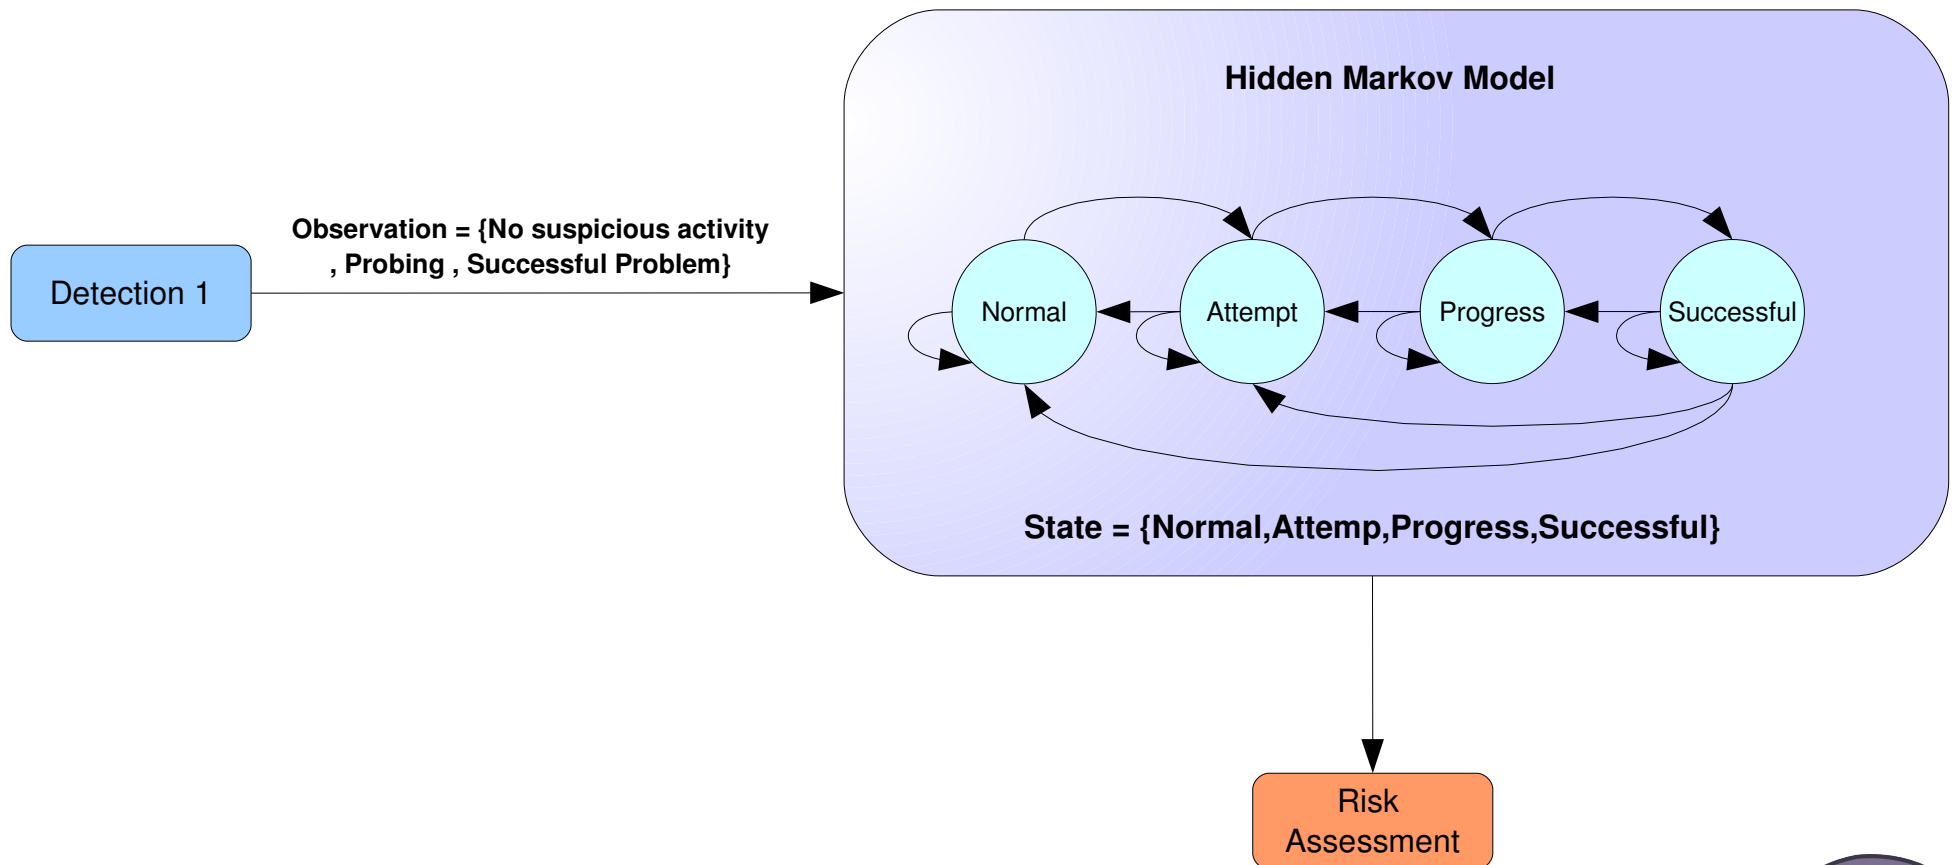 Hidden Markov Model
Observation = {No suspicious activity
, Probing , Successful Problem}
Detection 1
Normal
Attempt
Progress
Successful
State = {Normal,Attemp,Progress,Successful}
Risk
Assessment